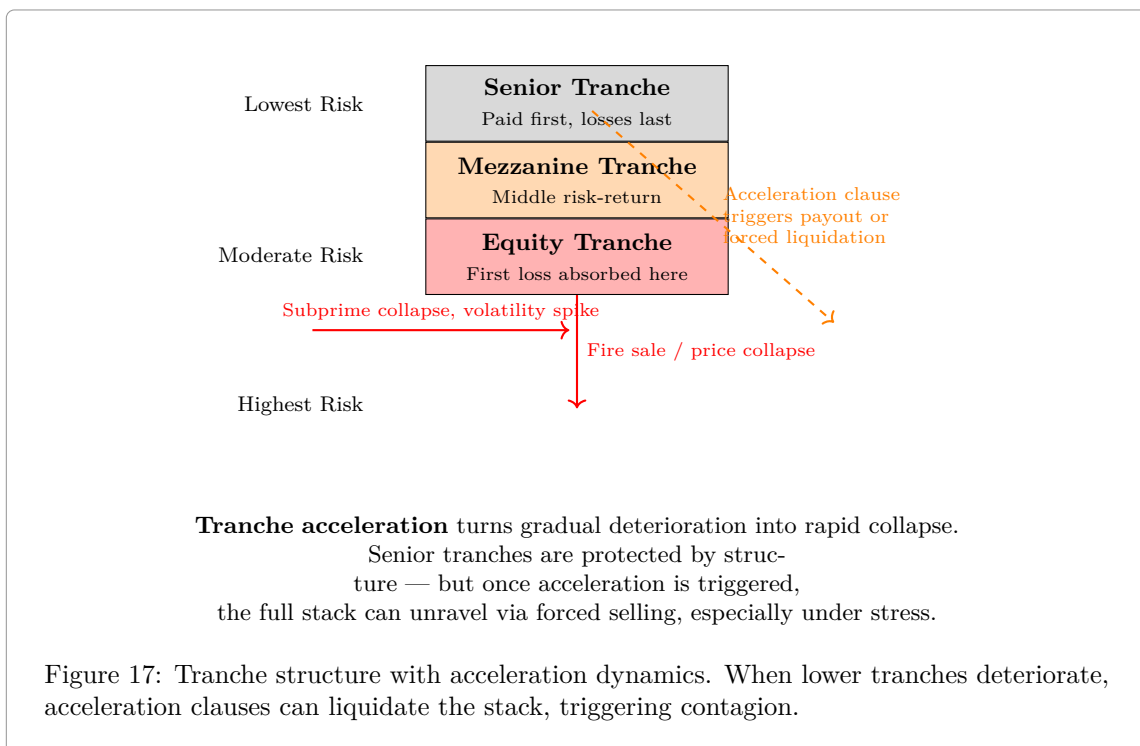 Senior Tranche
Lowest Risk
Paid first, losses last
Mezzanine Tranche
Middle risk-return
Acceleration clause
triggers payout or
forced liquidation
Equity Tranche
Moderate Risk
First loss absorbed here
Subprime collapse, volatility spike
Fire sale / price collapse
Highest Risk
Tranche acceleration turns gradual deterioration into rapid collapse.
Senior tranches are protected by struc-
ture — but once acceleration is triggered,
the full stack can unravel via forced selling, especially under stress.
Figure 17: Tranche structure with acceleration dynamics. When lower tranches deteriorate,
acceleration clauses can liquidate the stack, triggering contagion.